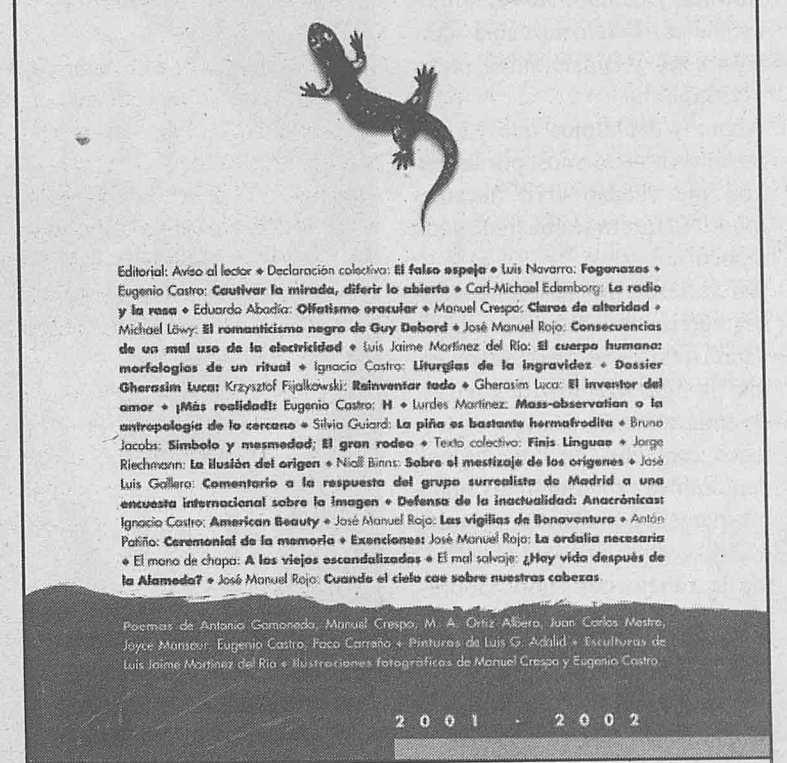 Editorial: Aviso al lector ♦ Declaración colectiva: El falso espejo ♦ Luis Navarro: Fogonazos ♦
Eugenio Castro: Cautivar la mirada, diferir lo abierto ♦ Carl-Michael Edenborg: La radio
y la rosa ♦ Eduardo Abadía: Olfatismo oracular ♦ Manuel Crespo: Claros de alteridad ♦
Michael Löwy: El romanticismo negro de Guy Debord ♦ José Manuel Rojo: Consecuencias
de un mal uso de la electricidad ♦ Luis Jaime Martínez del Río: El cuerpo humano:
morfologías de un ritual ♦ Ignacio Castro: Liturgias de la ingravidez ♦ Dossier
Gherasim Luca: Krzysztof Fijalkowski: Reinventar todo ♦ Gherasim Luca: El inventor del
amor ♦ ¡Más realidad!: Eugenio Castro: H ♦ Lurdes Martínez: Mass-observation o la
antropología de lo cercano ♦ Silvia Guiard: La piña es bastante hermafrodita ♦ Bruno
Jacobs: Símbolo y mesmedad; El gran rodeo ♦ Texto colectivo: Finis Linguae ♦ Jorge
Riechmann: La ilusión del origen ♦ Niall Binns: Sobre el mestizaje de los orígenes ♦ José
Luis Gallero: Comentario a la respuesta del grupo surrealista de Madrid a una
encuesta internacional sobre la imagen ♦ Defensa de la inactualidad: Anacrónicas:
Ignacio Castro: American Beauty ♦ José Manuel Rojo: Las vigilias de Bonaventura ♦ Antón
Patiño: Ceremonial de la memoria ♦ Exenciones: José Manuel Rojo: La ordalía necesaria
♦ El mono de chapa: A los viejos escandalizados ♦ El mal salvaje: ¿Hay vida después de
la Alameda? ♦ José Manuel Rojo: Cuando el cielo cae sobre nuestras cabezas
Poemas de Antonio Gamoneda, Manuel Crespo, M. A. Ortiz Albero, Juan Carlos Mestre,
Joyce Mansour, Eugenio Castro, Paco Carreño ♦ Pinturas de Luis G. Adalid ♦ Esculturas de
Luis Jaime Martínez del Río ♦ Ilustraciones fotográficas de Manuel Crespo y Eugenio Castro.
2001 · 2002